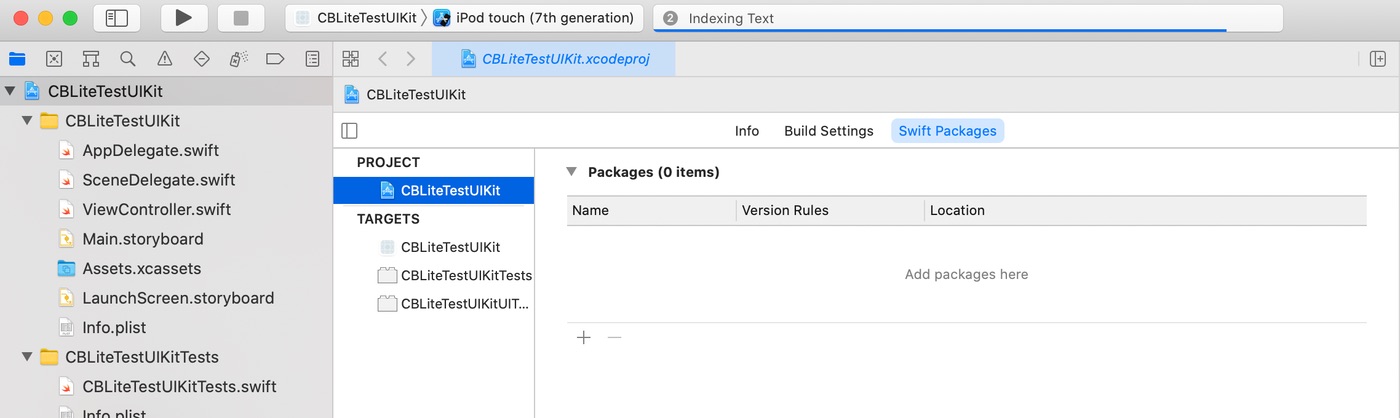 CBLiteTestUIKit 〉 iPod touch (7th generation)
2 Indexing Text
CBLiteTestUIKit.xcodeproj
CBLiteTestUIKit
CBLiteTestUIKit
AppDelegate.swift
SceneDelegate.swift
ViewController.swift
Main.storyboard
Assets.xcassets
LaunchScreen.storyboard
Info.plist
CBLiteTestUIKitTests
CBLiteTestUIKitTests.swift
Info.plist
CBLiteTestUIKit
Info Build Settings Swift Packages
PROJECT
CBLiteTestUIKit
TARGETS
CBLiteTestUIKit
CBLiteTestUIKitTests
CBLiteTestUIKitUIT...
Packages (0 items)
Name Version Rules Location
Add packages here